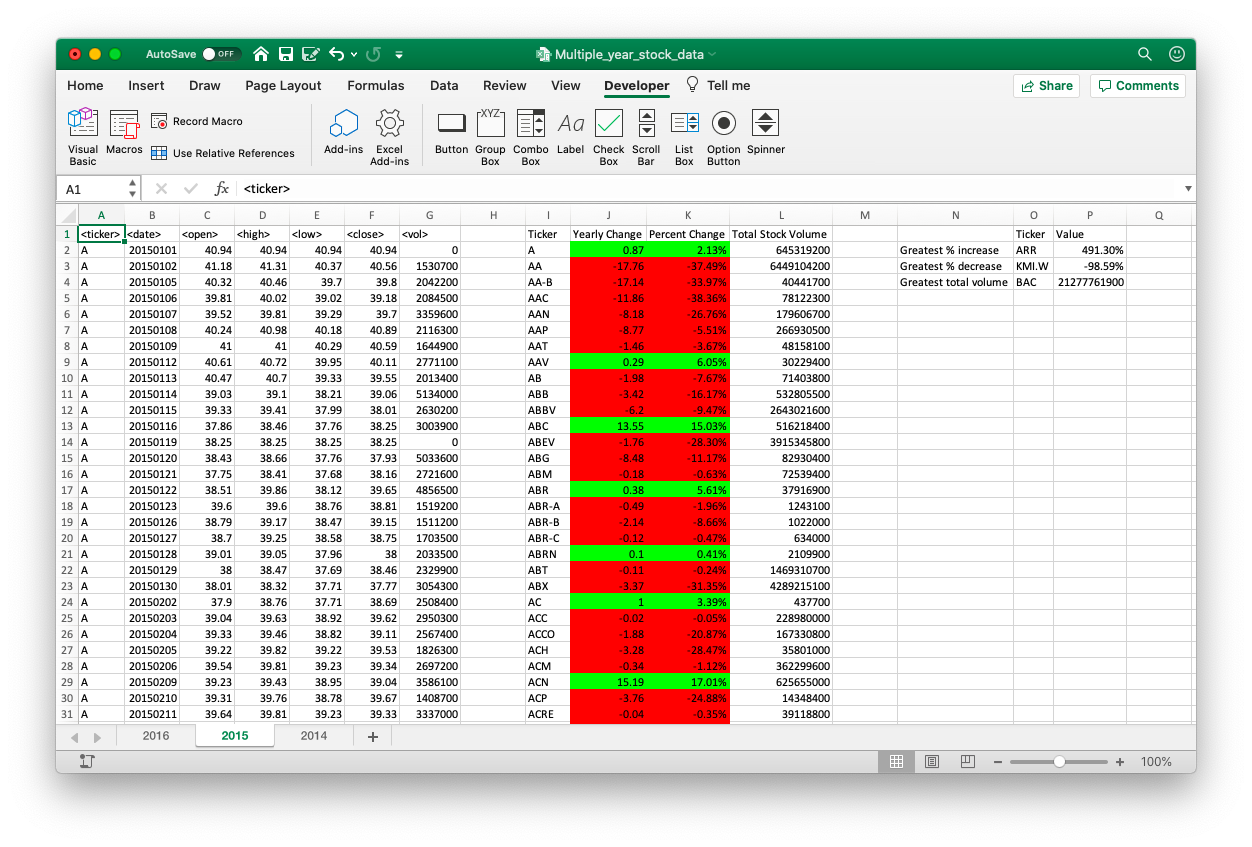 AutoSave OFF Multiple_year_stock_data
Home Insert Draw Page Layout Formulas Data Review View Developer Tell me Share Comments
Visual Basic Macros Record Macro Use Relative References Add-ins Excel Add-ins Button XYZ Group Box Combo Box Aa Label Check Box Scroll Bar List Box Option Button Spinner
A1 fx <ticker>
A B C D E F G H I J K L M N O P Q
1 <ticker> <date> <open> <high> <low> <close> <vol> Ticker Yearly Change Percent Change Total Stock Volume Ticker Value
2 A 20150101 40.94 40.94 40.94 40.94 0 A 0.87 2.13% 645319200 Greatest % increase ARR 491.30%
3 A 20150102 41.18 41.31 40.37 40.56 1530700 AA -17.76 -37.49% 6449104200 Greatest % decrease KMI.W -98.59%
4 A 20150105 40.32 40.46 39.7 39.8 2042200 AA-B -17.14 -33.97% 40441700 Greatest total volume BAC 21277761900
5 A 20150106 39.81 40.02 39.02 39.18 2084500 AAC -11.86 -38.36% 78122300
6 A 20150107 39.52 39.81 39.29 39.7 3359600 AAN -8.18 -26.76% 179606700
7 A 20150108 40.24 40.98 40.18 40.89 2116300 AAP -8.77 -5.51% 266930500
8 A 20150109 41 41 40.29 40.59 1644900 AAT -1.46 -3.67% 48158100
9 A 20150112 40.61 40.72 39.95 40.11 2771100 AAV 0.29 6.05% 30229400
10 A 20150113 40.47 40.7 39.33 39.55 2013400 AB -1.98 -7.67% 71403800
11 A 20150114 39.03 39.1 38.21 39.06 5134000 ABB -3.42 -16.17% 532805500
12 A 20150115 39.33 39.41 37.99 38.01 2630200 ABBV -6.2 -9.47% 2643021600
13 A 20150116 37.86 38.46 37.76 38.25 3003900 ABC 13.55 15.03% 516218400
14 A 20150119 38.25 38.25 38.25 38.25 0 ABEV -1.76 -28.30% 3915345800
15 A 20150120 38.43 38.66 37.76 37.93 5033600 ABG -8.48 -11.17% 82930400
16 A 20150121 37.75 38.41 37.68 38.16 2721600 ABM -0.18 -0.63% 72539400
17 A 20150122 38.51 39.86 38.12 39.65 4856500 ABR 0.38 5.61% 37916900
18 A 20150123 39.6 39.6 38.76 38.81 1519200 ABR-A -0.49 -1.96% 1243100
19 A 20150126 38.79 39.17 38.47 39.15 1511200 ABR-B -2.14 -8.66% 1022000
20 A 20150127 38.7 39.25 38.58 38.75 1703500 ABR-C -0.12 -0.47% 634000
21 A 20150128 39.01 39.05 37.96 38 2033500 ABRN 0.1 0.41% 2109900
22 A 20150129 38 38.47 37.69 38.46 2329900 ABT -0.11 -0.24% 1469310700
23 A 20150130 38.01 38.32 37.71 37.77 3054300 ABX -3.37 -31.35% 4289215100
24 A 20150202 37.9 38.76 37.71 38.69 2508400 AC 1 3.39% 437700
25 A 20150203 39.04 39.63 38.92 39.62 2950300 ACC -0.02 -0.05% 228980000
26 A 20150204 39.33 39.46 38.82 39.11 2567400 ACCO -1.88 -20.87% 167330800
27 A 20150205 39.22 39.82 39.22 39.53 1826300 ACH -3.28 -28.47% 35801000
28 A 20150206 39.54 39.81 39.23 39.34 2697200 ACM -0.34 -1.12% 362299600
29 A 20150209 39.23 39.43 38.95 39.04 3586100 ACN 15.19 17.01% 625655000
30 A 20150210 39.31 39.76 38.78 39.67 1408700 ACP -3.76 -24.88% 14348400
31 A 20150211 39.64 39.81 39.23 39.33 3337000 ACRE -0.04 -0.35% 39118800
2016 2015 2014 +
100%